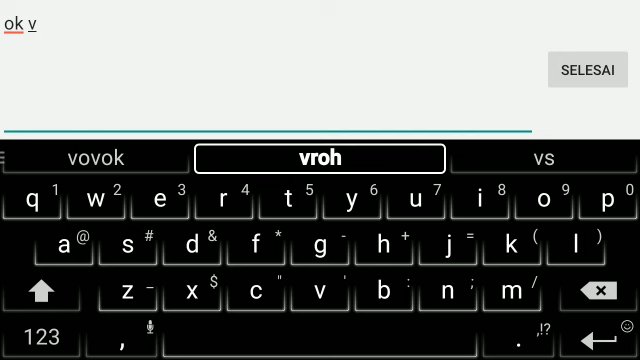 ok v
SELESAI
vovok vroh vs
q 1 w 2 e 3 r 4 t 5 y 6 u 7 i 8 o 9 p 0
a @ s # d & f * g - h + j = k ( l )
z _ x $ c " v ' b : n ; m /
123 , . ,!?